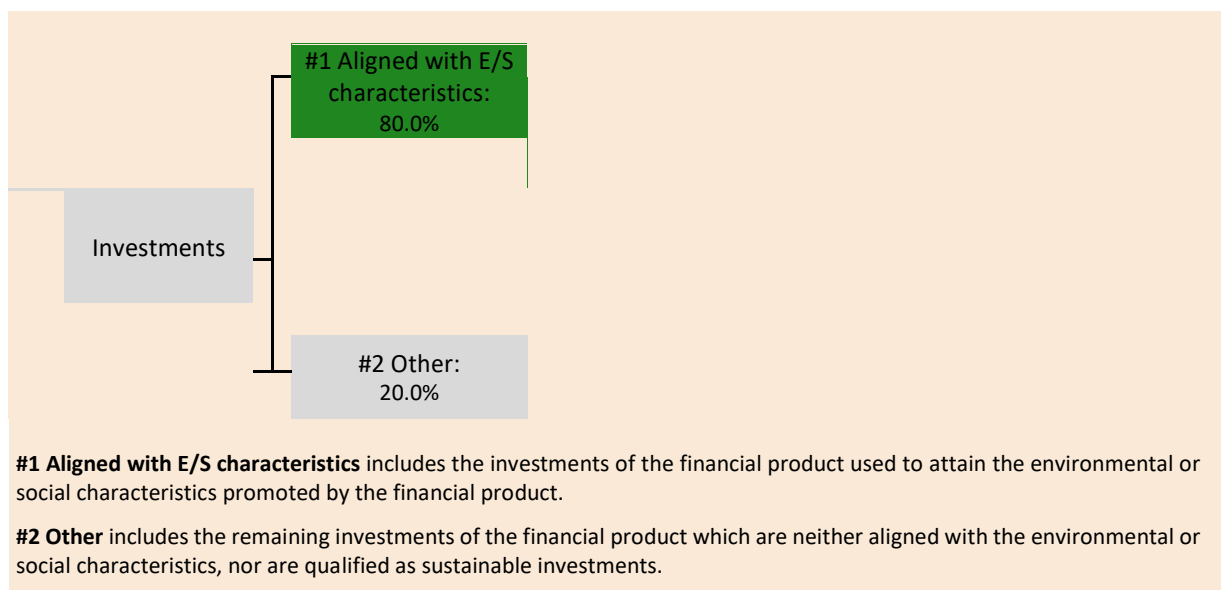 #1 Aligned with E/S
characteristics:
80.0%
Investments
#2 Other:
20.0%
#1 Aligned with E/S characteristics includes the investments of the financial product used to attain the environmental or
social characteristics promoted by the financial product.
#2 Other includes the remaining investments of the financial product which are neither aligned with the environmental or
social characteristics, nor are qualified as sustainable investments.